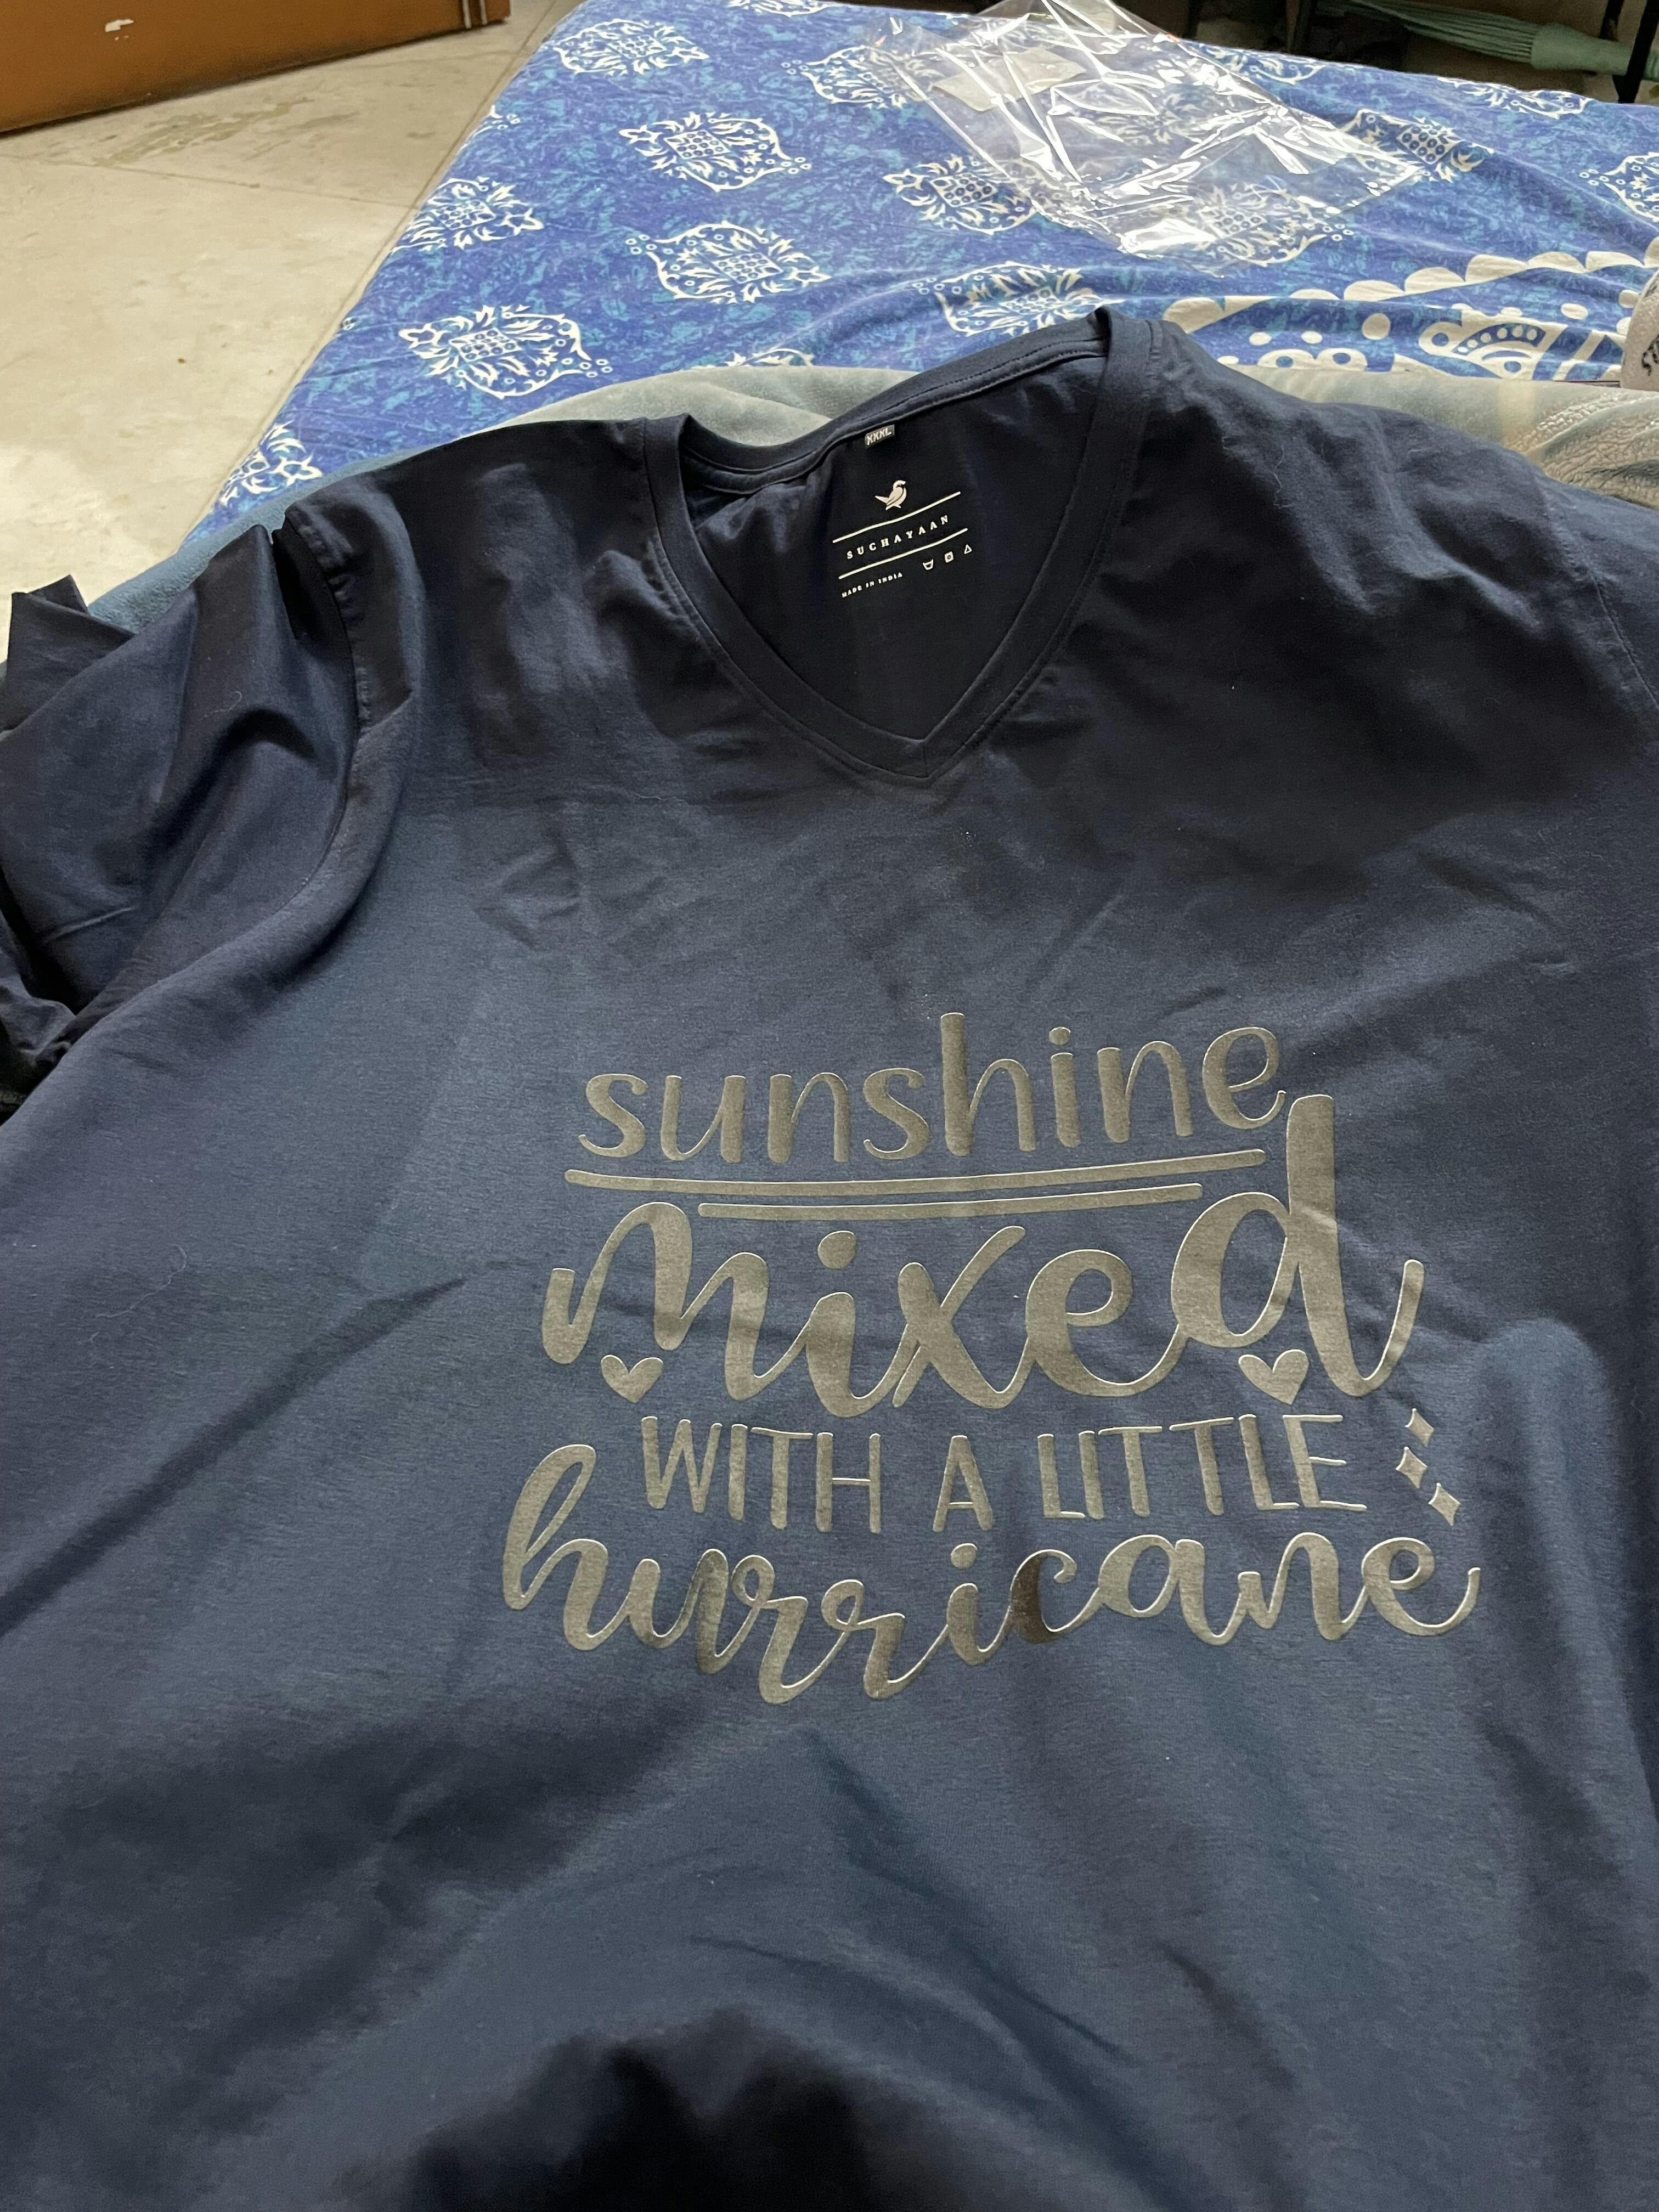 XXXL
SUCHAYAAN
MADE IN INDIA
sunshine
mixed
WITH A LITTLE
hurricane